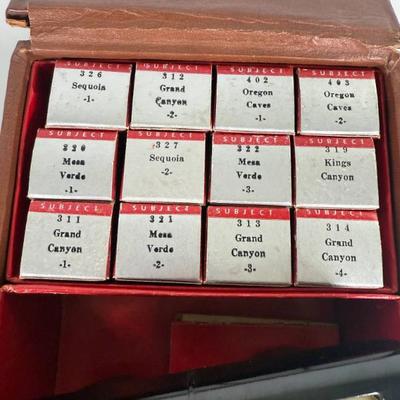 SUBJECT
326
Sequoia
-1-
SUBJECT
312
Grand
Canyon
-2-
SUBJECT
402
Oregon
Caves
-1-
SUBJECT
403
Oregon
Caves
-2-
SUBJECT
320
Mesa
Verde
-1-
SUBJECT
327
Sequoia
-2-
SUBJECT
322
Mesa
Verde
-3-
SUBJECT
319
Kings
Canyon
SUBJECT
311
Grand
Canyon
-1-
SUBJECT
321
Mesa
Verde
-2-
SUBJECT
313
Grand
Canyon
-3-
SUBJECT
314
Grand
Canyon
-4-